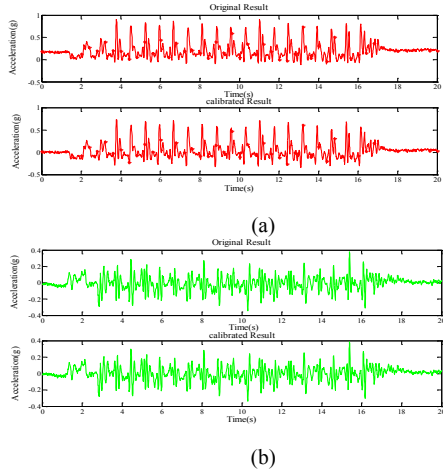 Original Result
Acceleration(g)
1
0.5
0
-0.5
0 2 4 6 8 10 12 14 16 18 20
Time(s)
calibrated Result
Acceleration(g)
1
0.5
0
-0.5
0 2 4 6 8 10 12 14 16 18 20
Time(s)
(a)
Original Result
Acceleration(g)
0.4
0.2
0
-0.2
-0.4
0 2 4 6 8 10 12 14 16 18 20
Time(s)
calibrated Result
Acceleration(g)
0.4
0.2
0
-0.2
-0.4
0 2 4 6 8 10 12 14 16 18 20
Time(s)
(b)